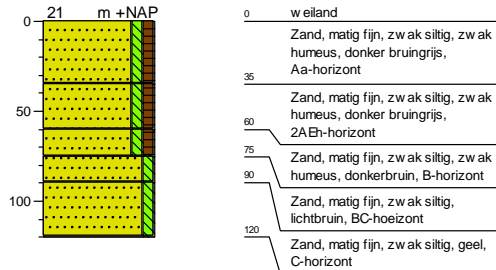 21 m +NAP
0
50
100
0 weiland
Zand, matig fijn, zwak siltig, zwak
humeus, donker bruingrijs,
Aa-horizont
35
Zand, matig fijn, zwak siltig, zwak
humeus, donker bruingrijs,
2AEh-horizont
60
75
Zand, matig fijn, zwak siltig, zwak
humeus, donkerbruin, B-horizont
90
Zand, matig fijn, zwak siltig,
lichtbruin, BC-hoeizont
120
Zand, matig fijn, zwak siltig, geel,
C-horizont